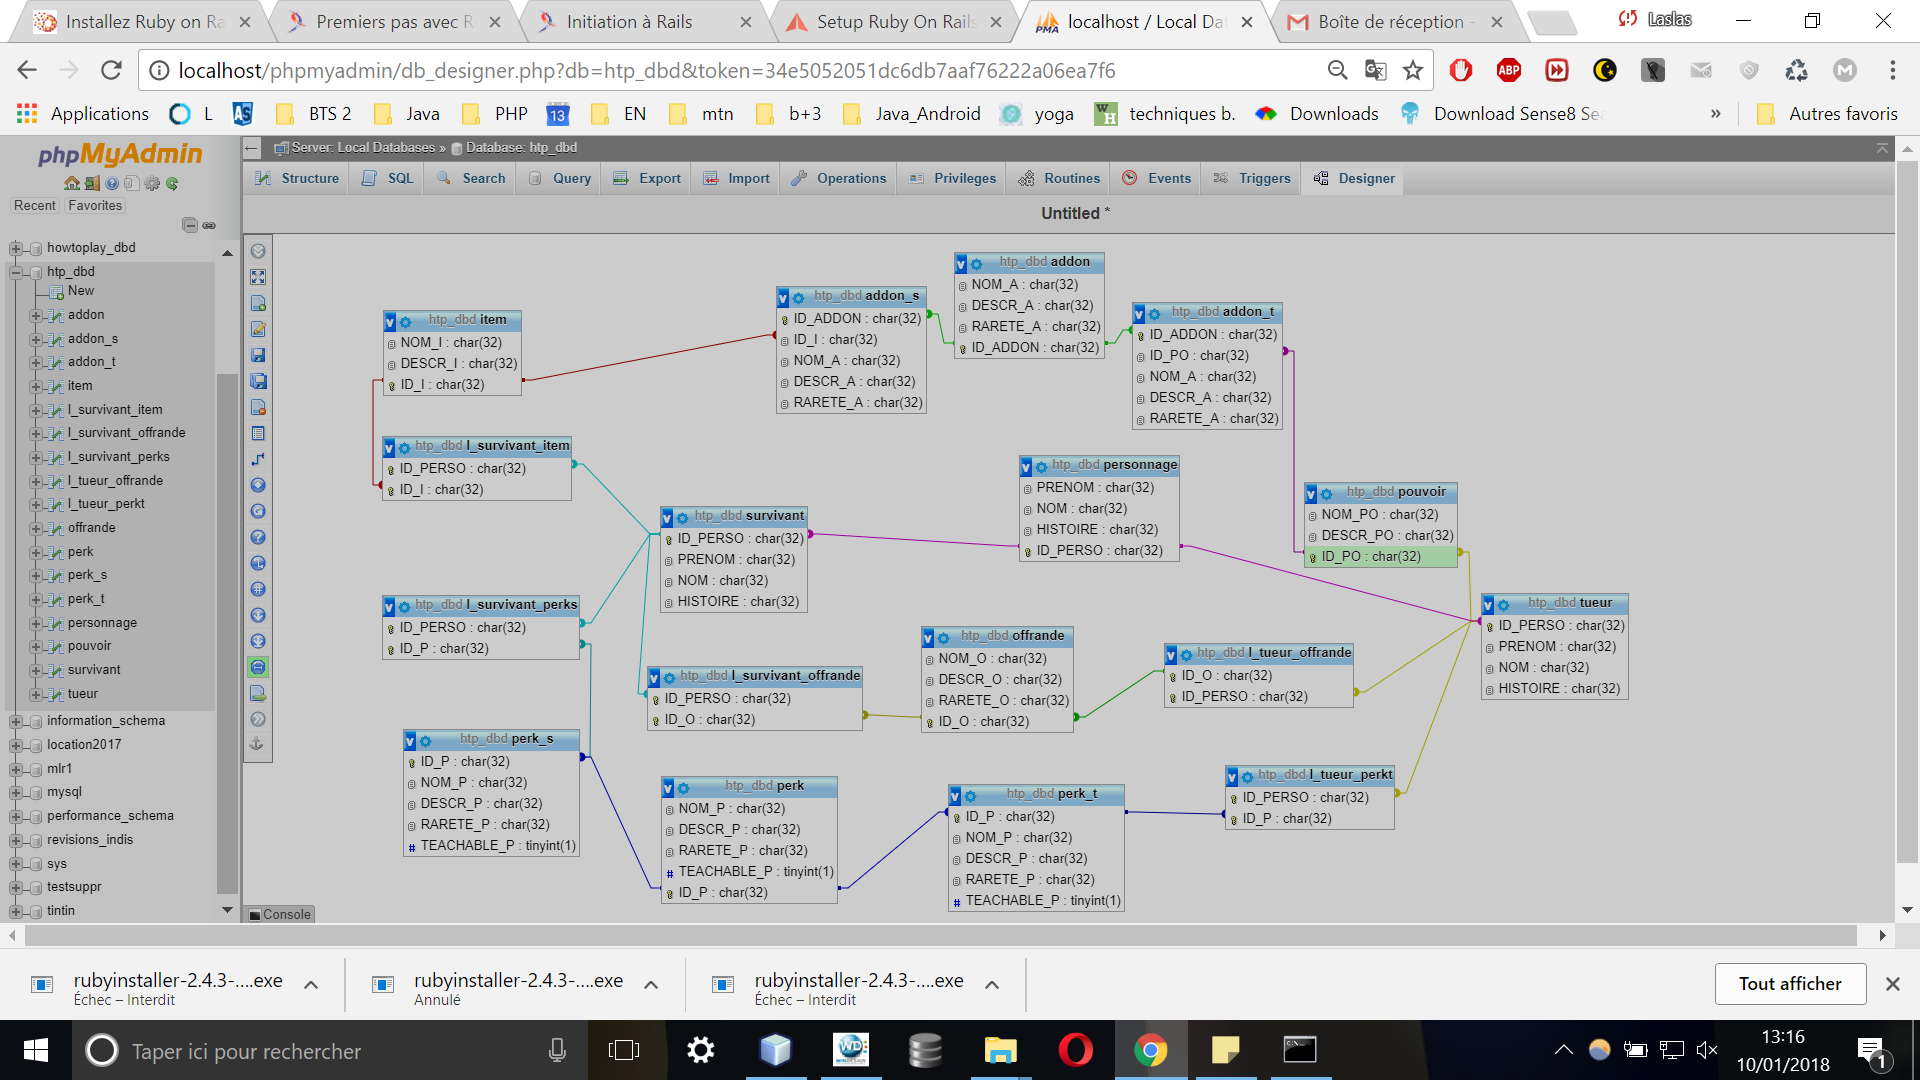 Installez Ruby on Ra
Premiers pas avec R
Initiation à Rails
Setup Ruby On Rails
localhost / Local Dat
Boîte de réception -
Laslas
localhost/phpmyadmin/db_designer.php?db=htp_dbd&token=34e5052051dc6db7aaf76222a06ea7f6
Applications
L
BTS 2
Java
PHP
13
EN
mtn
b+3
Java_Android
yoga
techniques b.
Downloads
Download Sense8 Sea
»
Autres favoris
phpMyAdmin
Recent
Favorites
howtoplay_dbd
htp_dbd
New
addon
addon_s
addon_t
item
l_survivant_item
l_survivant_offrande
l_survivant_perks
l_tueur_offrande
l_tueur_perkt
offrande
perk
perk_s
perk_t
personnage
pouvoir
survivant
tueur
information_schema
location2017
mlr1
mysql
performance_schema
revisions_indis
sys
testsuppr
tintin
Server: Local Databases » Database: htp_dbd
Structure
SQL
Search
Query
Export
Import
Operations
Privileges
Routines
Events
Triggers
Designer
Untitled *
htp_dbd item
NOM_I : char(32)
DESCR_I : char(32)
ID_I : char(32)
htp_dbd addon_s
ID_ADDON : char(32)
ID_I : char(32)
NOM_A : char(32)
DESCR_A : char(32)
RARETE_A : char(32)
htp_dbd addon
NOM_A : char(32)
DESCR_A : char(32)
RARETE_A : char(32)
ID_ADDON : char(32)
htp_dbd addon_t
ID_ADDON : char(32)
ID_PO : char(32)
NOM_A : char(32)
DESCR_A : char(32)
RARETE_A : char(32)
htp_dbd l_survivant_item
ID_PERSO : char(32)
ID_I : char(32)
htp_dbd survivant
ID_PERSO : char(32)
PRENOM : char(32)
NOM : char(32)
HISTOIRE : char(32)
htp_dbd personnage
PRENOM : char(32)
NOM : char(32)
HISTOIRE : char(32)
ID_PERSO : char(32)
htp_dbd pouvoir
NOM_PO : char(32)
DESCR_PO : char(32)
ID_PO : char(32)
htp_dbd l_survivant_perks
ID_PERSO : char(32)
ID_P : char(32)
htp_dbd tueur
ID_PERSO : char(32)
PRENOM : char(32)
NOM : char(32)
HISTOIRE : char(32)
htp_dbd l_survivant_offrande
ID_PERSO : char(32)
ID_O : char(32)
htp_dbd offrande
NOM_O : char(32)
DESCR_O : char(32)
RARETE_O : char(32)
ID_O : char(32)
htp_dbd l_tueur_offrande
ID_O : char(32)
ID_PERSO : char(32)
htp_dbd perk_s
ID_P : char(32)
NOM_P : char(32)
DESCR_P : char(32)
RARETE_P : char(32)
TEACHABLE_P : tinyint(1)
htp_dbd perk
NOM_P : char(32)
DESCR_P : char(32)
RARETE_P : char(32)
TEACHABLE_P : tinyint(1)
ID_P : char(32)
htp_dbd perk_t
ID_P : char(32)
NOM_P : char(32)
DESCR_P : char(32)
RARETE_P : char(32)
TEACHABLE_P : tinyint(1)
htp_dbd l_tueur_perkt
ID_PERSO : char(32)
ID_P : char(32)
Console
rubyinstaller-2.4.3-....exe
Échec – Interdit
rubyinstaller-2.4.3-....exe
Annulé
rubyinstaller-2.4.3-....exe
Échec – Interdit
Tout afficher
Taper ici pour rechercher
13:16
10/01/2018
1